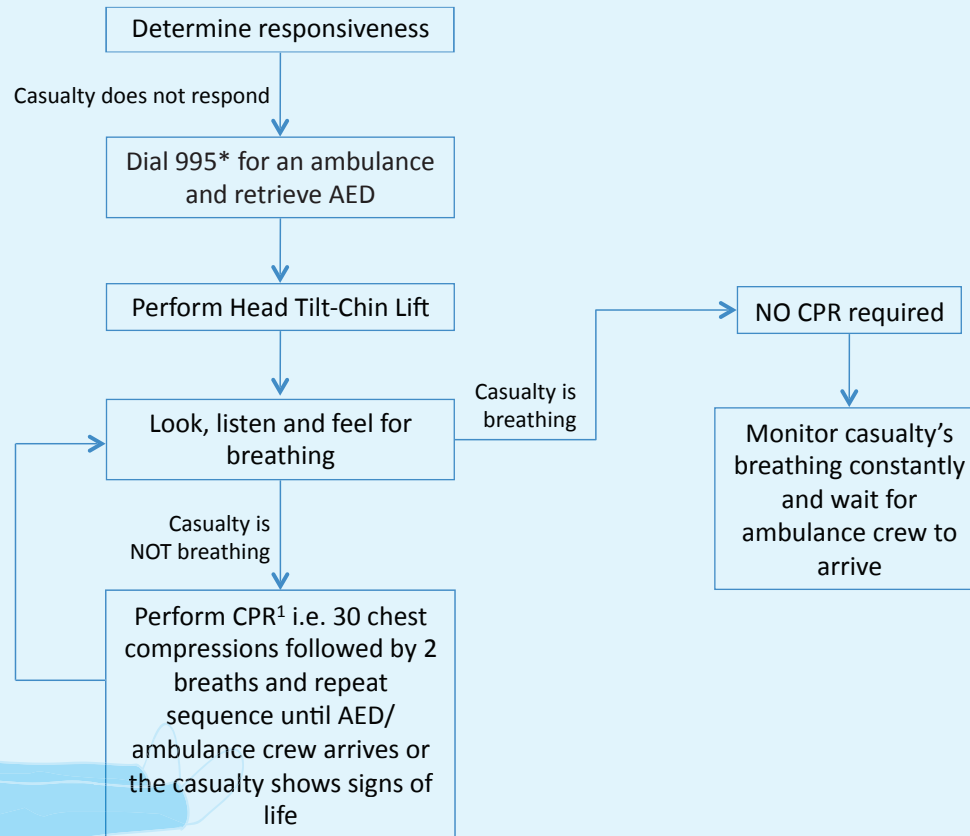 Determine responsiveness
Casualty does not respond
Dial 995* for an ambulance
and retrieve AED
Perform Head Tilt-Chin Lift
Look, listen and feel for
breathing
Casualty is
breathing
NO CPR required
Monitor casualty’s
breathing constantly
and wait for
ambulance crew to
arrive
Casualty is
NOT breathing
Perform CPR¹ i.e. 30 chest
compressions followed by 2
breaths and repeat
sequence until AED/
ambulance crew arrives or
the casualty shows signs of
life